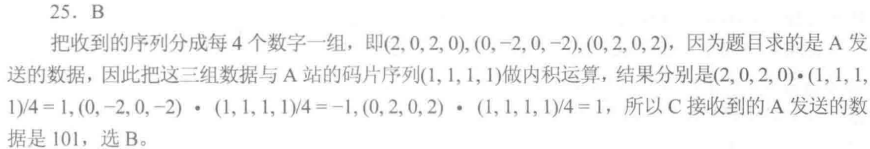 25. B
把收到的序列分成每 4 个数字一组，即(2, 0, 2, 0), (0, −2, 0, −2), (0, 2, 0, 2)，因为题目求的是 A 发
送的数据，因此把这三组数据与 A 站的码片序列(1, 1, 1, 1)做内积运算，结果分别是(2, 0, 2, 0)•(1, 1, 1,
1)/4 = 1, (0, −2, 0, −2) • (1, 1, 1, 1)/4 = −1, (0, 2, 0, 2) • (1, 1, 1, 1)/4 = 1，所以 C 接收到的 A 发送的数
据是 101，选 B。